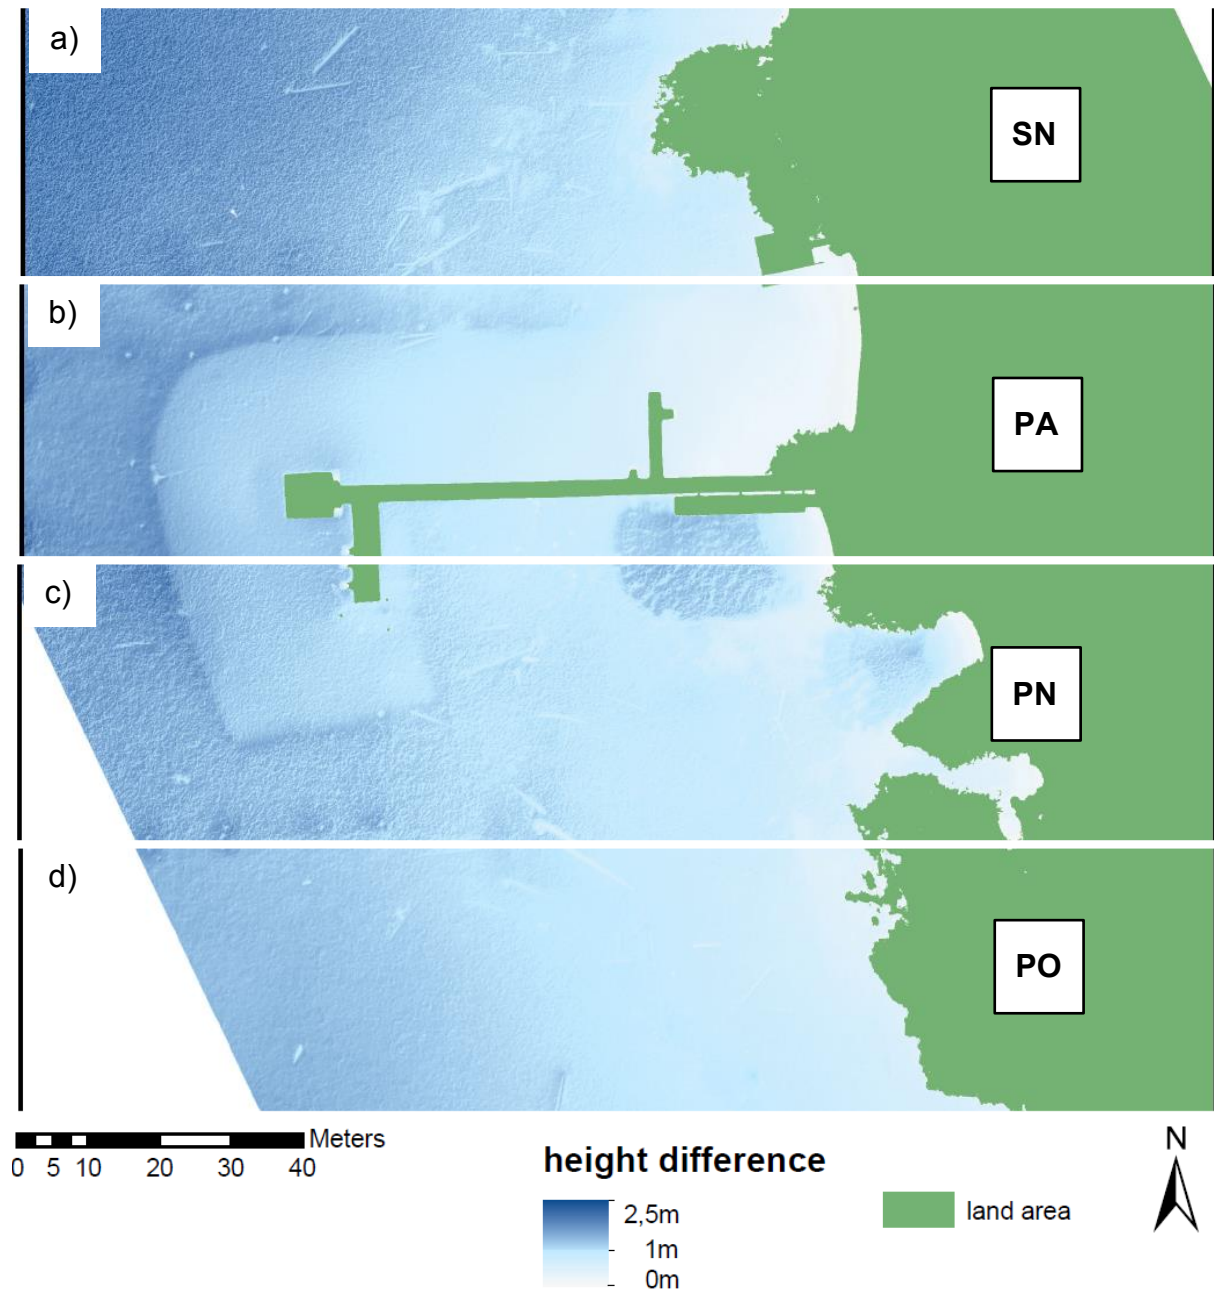 a)
SN
b)
PA
c)
PN
d)
PO
Meters
0 5 10 20 30 40
height difference
2,5m
1m
0m
land area
N